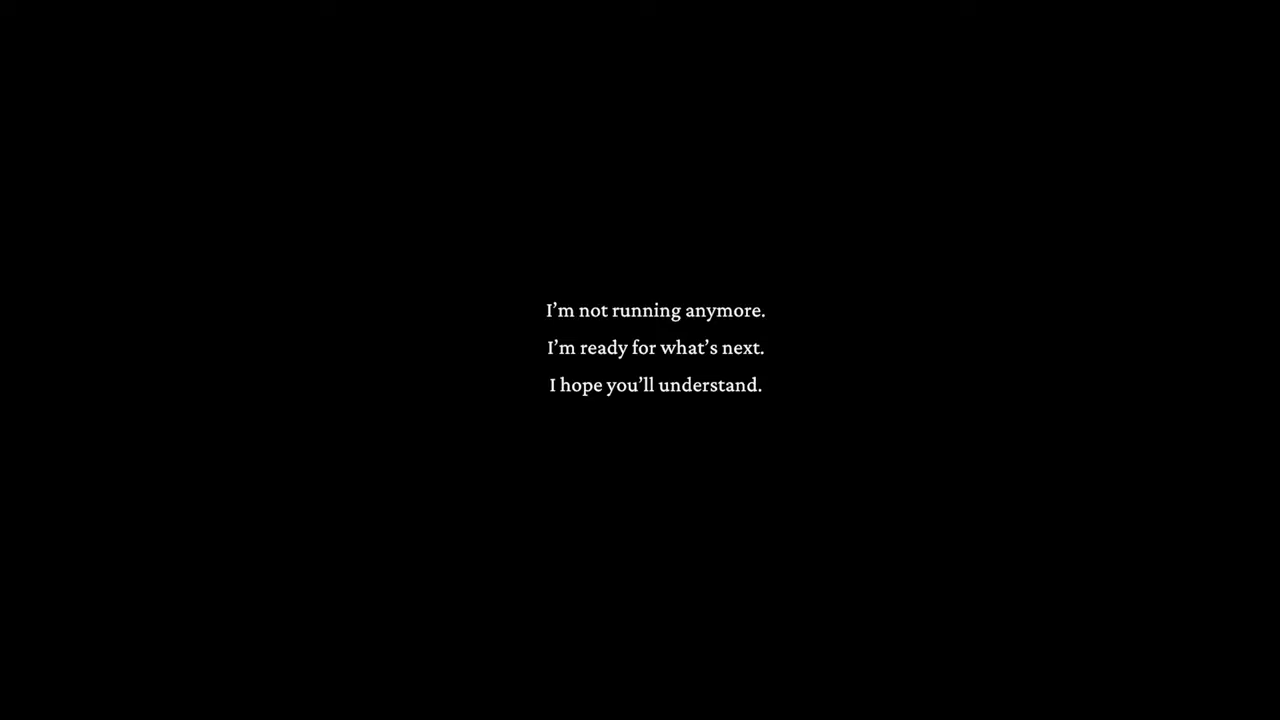 I’m not running anymore.
I’m ready for what’s next.
I hope you’ll understand.